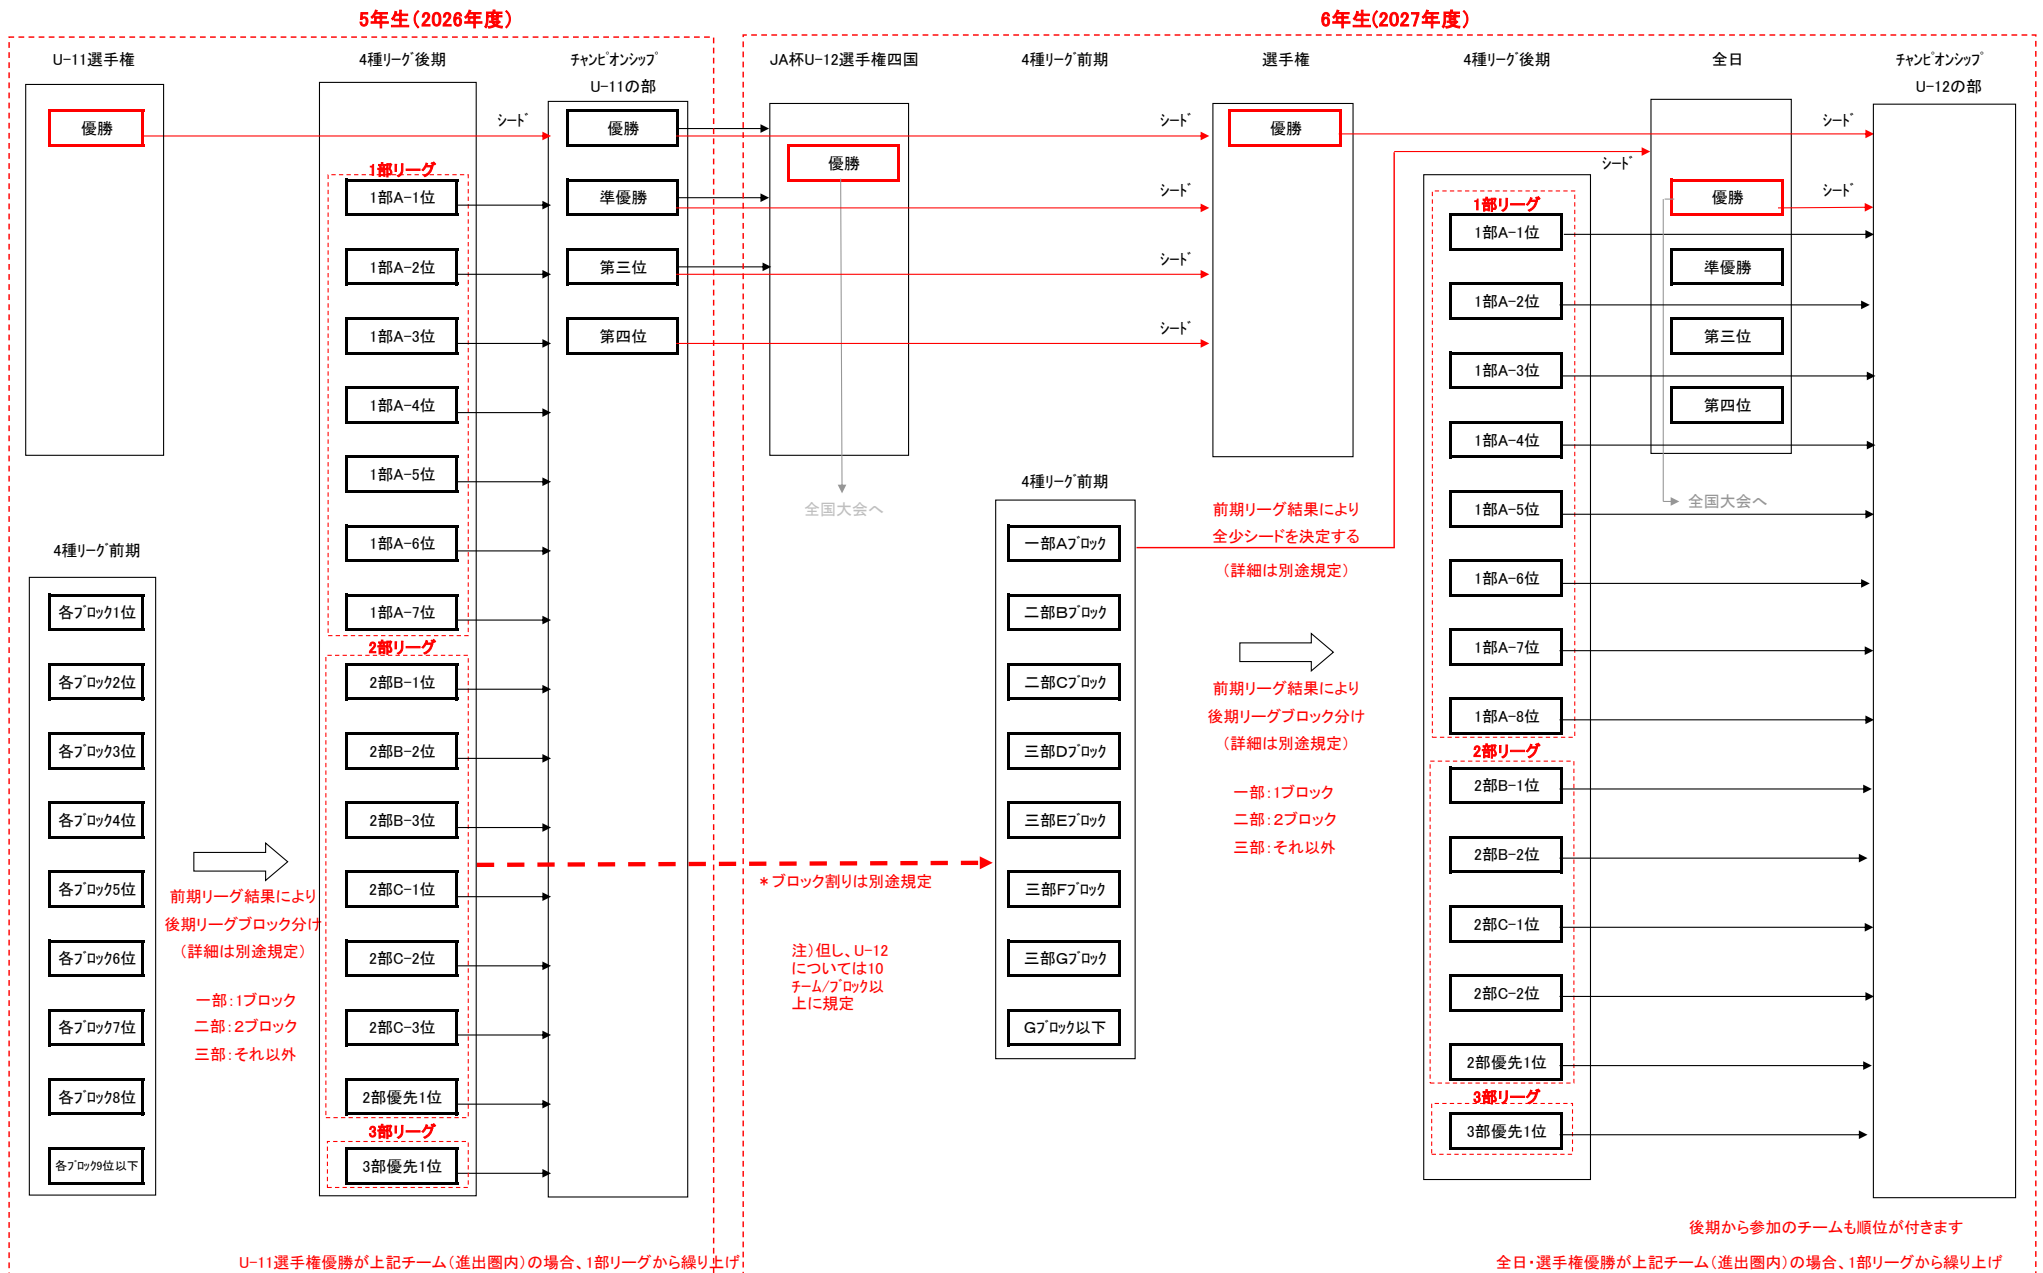 5年生(2026年度)
6年生(2027年度)
U-11選手権
4種ﾘｰｸﾞ後期
ﾁｬﾝﾋﾟｵﾝｼｯﾌﾟ
U-11の部
JA杯U-12選手権四国
4種ﾘｰｸﾞ前期
選手権
4種ﾘｰｸﾞ後期
全日
ﾁｬﾝﾋﾟｵﾝｼｯﾌﾟ
U-12の部
優勝
ｼｰﾄﾞ
1部リーグ
1部A-1位
1部A-2位
1部A-3位
1部A-4位
1部A-5位
1部A-6位
1部A-7位
2部リーグ
2部B-1位
2部B-2位
2部B-3位
2部C-1位
2部C-2位
2部C-3位
2部優先1位
3部リーグ
3部優先1位
優勝
準優勝
第三位
第四位
4種ﾘｰｸﾞ前期
各ﾌﾞﾛｯｸ1位
各ﾌﾞﾛｯｸ2位
各ﾌﾞﾛｯｸ3位
各ﾌﾞﾛｯｸ4位
各ﾌﾞﾛｯｸ5位
各ﾌﾞﾛｯｸ6位
各ﾌﾞﾛｯｸ7位
各ﾌﾞﾛｯｸ8位
各ﾌﾞﾛｯｸ9位以下
前期リーグ結果により
後期リーグブロック分け
(詳細は別途規定)
一部:1ブロック
二部:2ブロック
三部:それ以外
U-11選手権優勝が上記チーム(進出圏内)の場合、1部リーグから繰り上げ
優勝
全国大会へ
ｼｰﾄﾞ
ｼｰﾄﾞ
ｼｰﾄﾞ
ｼｰﾄﾞ
*ブロック割りは別途規定
注)但し、U-12
については10
ﾁｰﾑ/ﾌﾞﾛｯｸ以
上に規定
4種ﾘｰｸﾞ前期
一部Aﾌﾞﾛｯｸ
二部Bﾌﾞﾛｯｸ
二部Cﾌﾞﾛｯｸ
三部Dﾌﾞﾛｯｸ
三部Eﾌﾞﾛｯｸ
三部Fﾌﾞﾛｯｸ
三部Gﾌﾞﾛｯｸ
Gﾌﾞﾛｯｸ以下
優勝
前期リーグ結果により
全少シードを決定する
(詳細は別途規定)
前期リーグ結果により
後期リーグブロック分け
(詳細は別途規定)
一部:1ブロック
二部:2ブロック
三部:それ以外
1部リーグ
1部A-1位
1部A-2位
1部A-3位
1部A-4位
1部A-5位
1部A-6位
1部A-7位
1部A-8位
2部リーグ
2部B-1位
2部B-2位
2部C-1位
2部C-2位
2部優先1位
3部リーグ
3部優先1位
ｼｰﾄﾞ
優勝
準優勝
第三位
第四位
全国大会へ
ｼｰﾄﾞ
ｼｰﾄﾞ
後期から参加のチームも順位が付きます
全日・選手権優勝が上記チーム(進出圏内)の場合、1部リーグから繰り上げ